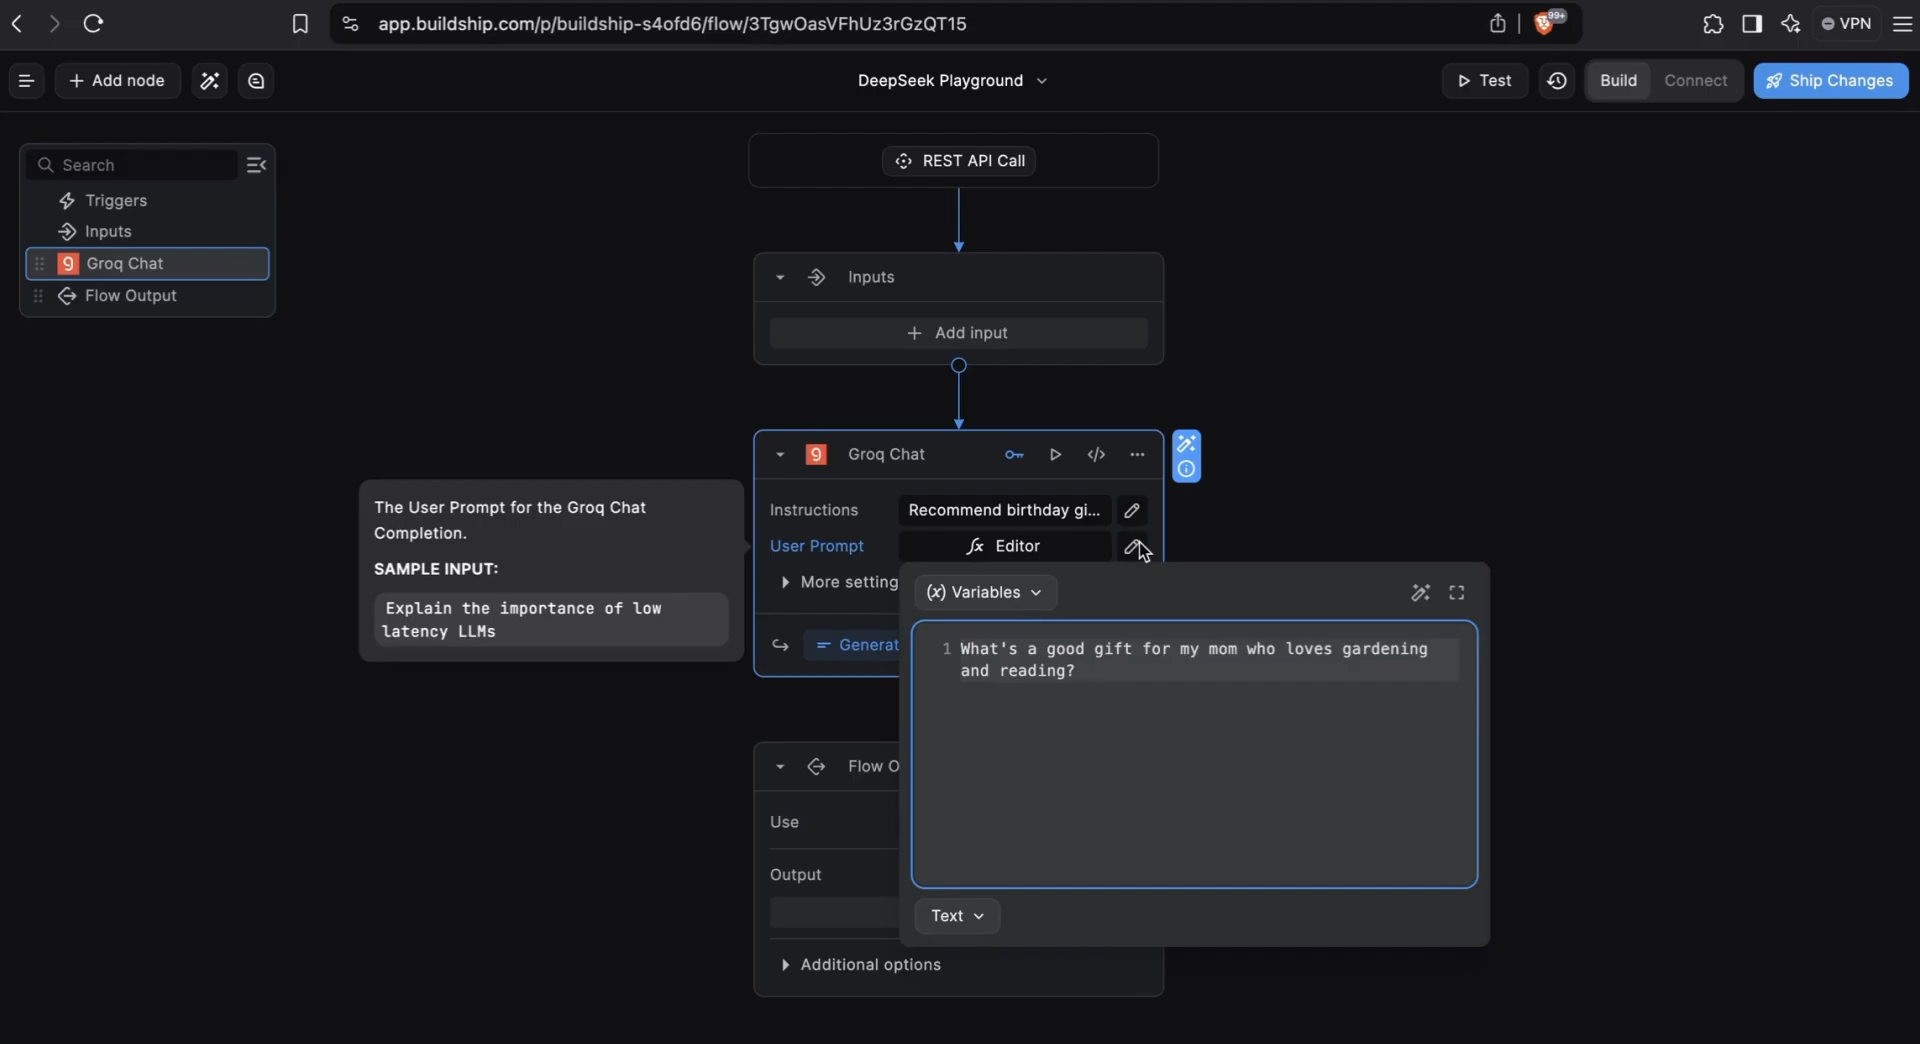 app.buildship.com/p/buildship-s4ofd6/flow/3TgwOasVFhUz3rGzQT15
99+
VPN
Add node
DeepSeek Playground
Test
Build
Connect
Ship Changes
Search
Triggers
Inputs
Groq Chat
Flow Output
REST API Call
Inputs
+ Add input
Groq Chat
Instructions
Recommend birthday gi...
User Prompt
fx Editor
More setting
Generat
The User Prompt for the Groq Chat
Completion.
SAMPLE INPUT:
Explain the importance of low
latency LLMs
(x) Variables
1 What's a good gift for my mom who loves gardening
and reading?
Text
Flow O
Use
Output
Additional options